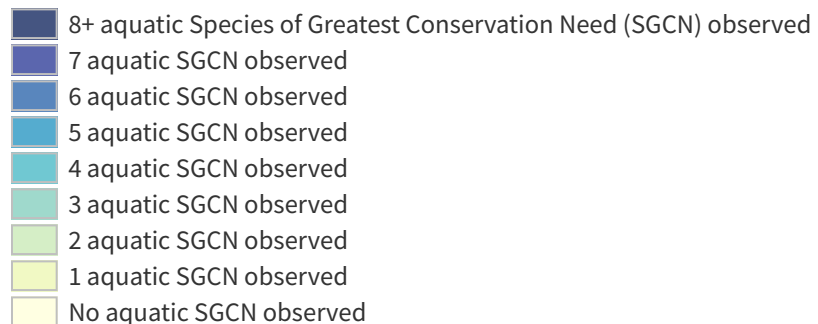 8+ aquatic Species of Greatest Conservation Need (SGCN) observed
7 aquatic SGCN observed
6 aquatic SGCN observed
5 aquatic SGCN observed
4 aquatic SGCN observed
3 aquatic SGCN observed
2 aquatic SGCN observed
1 aquatic SGCN observed
No aquatic SGCN observed